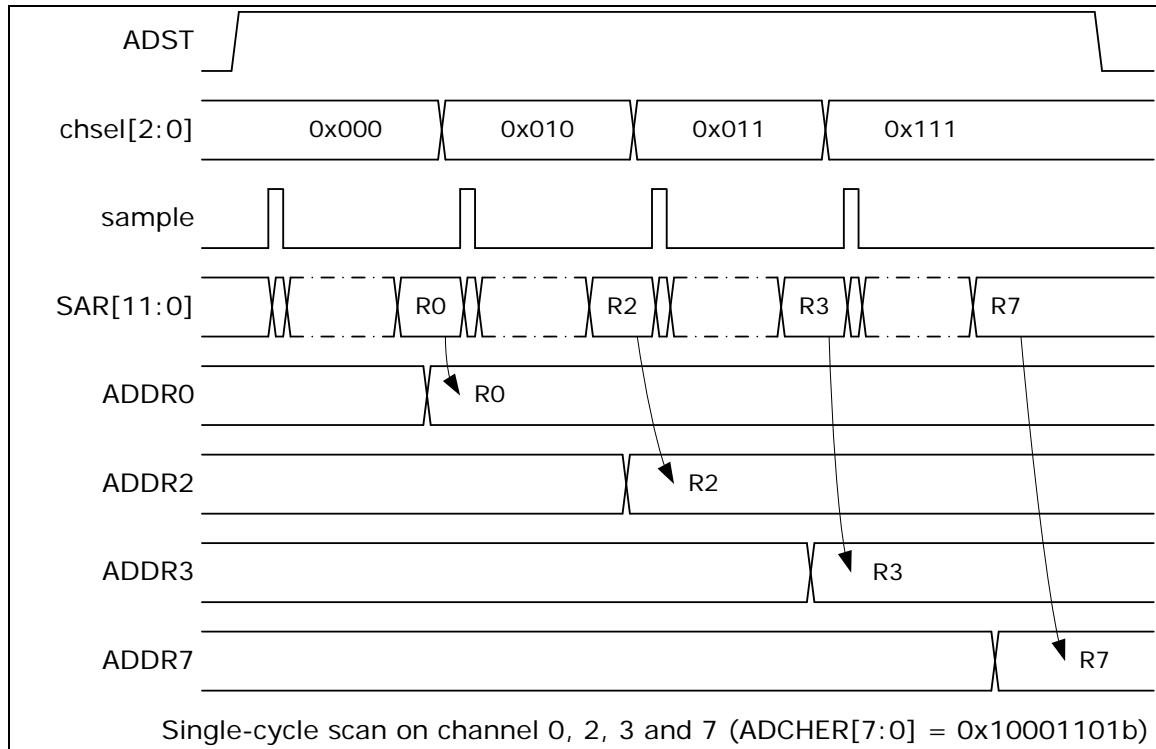 ADST
chsel[2:0] 0x000 0x010 0x011 0x111
sample
SAR[11:0] R0 R2 R3 R7
ADDR0 R0
ADDR2 R2
ADDR3 R3
ADDR7 R7
Single-cycle scan on channel 0, 2, 3 and 7 (ADCHER[7:0] = 0x10001101b)